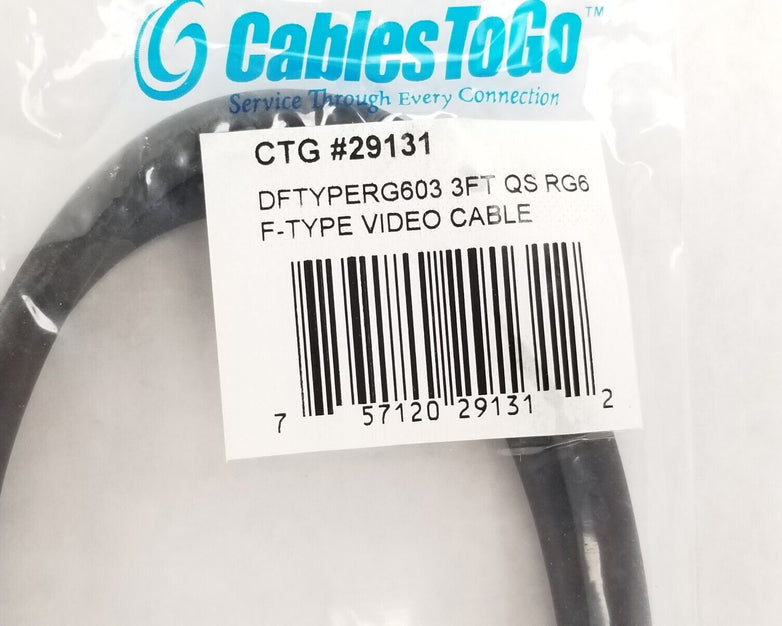 CablesToGo™
Service Through Every Connection
CTG #29131
DFTYPERG603 3FT QS RG6
F-TYPE VIDEO CABLE
7 57120 29131 2